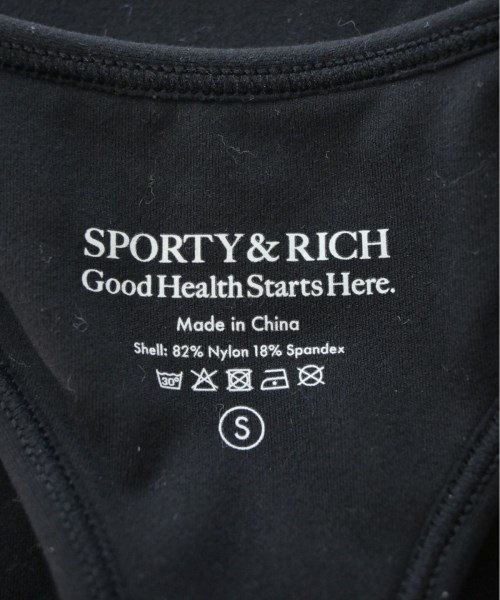 SPORTY & RICH
Good Health Starts Here.
Made in China
Shell: 82% Nylon 18% Spandex
30°
S